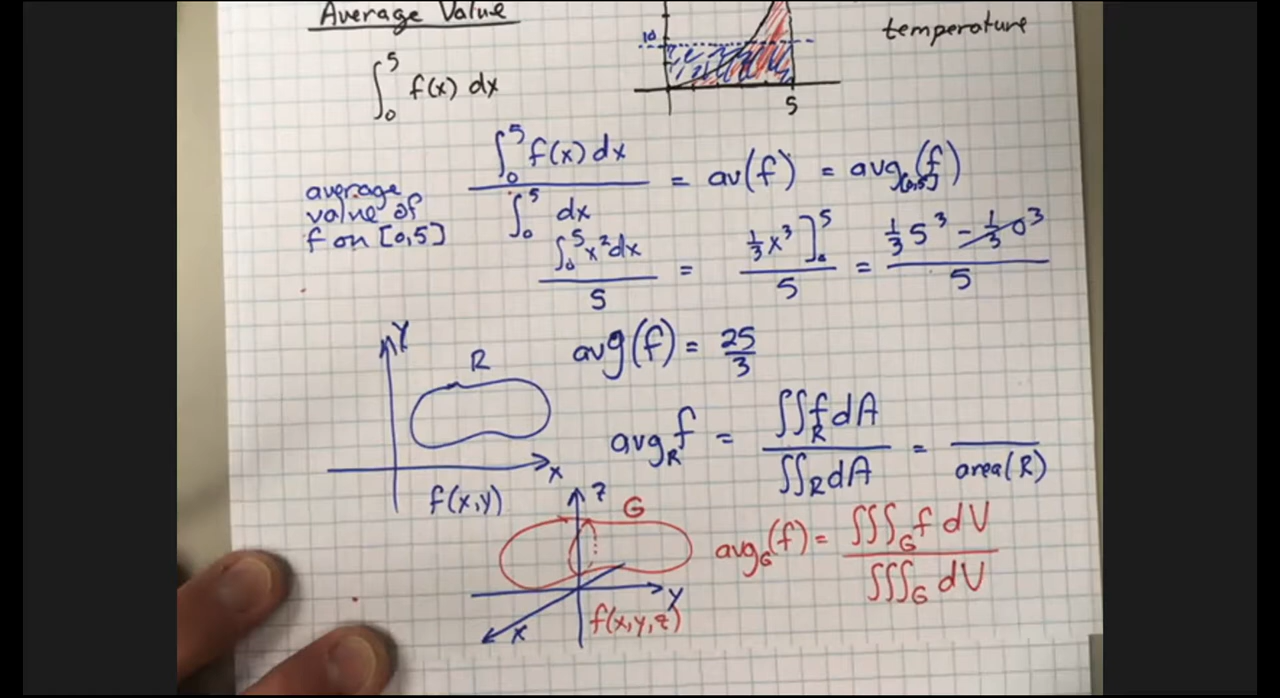 Average Value
temperature
10
5
∫₀⁵ f(x) dx
average value of f on [0,5]
∫₀⁵ f(x) dx / ∫₀⁵ dx = av(f) = avg_[0,5](f)
∫₀⁵ x² dx / 5 = ⅓x³]₀⁵ / 5 = ⅓5³ - ⅓0³ / 5
Y
R
avg(f) = 25/3
x
f(x,y)
avg_R f = ∬_R f dA / ∬_R dA = / area(R)
z
G
y
x
f(x,y,z)
avg_G(f) = ∭_G f dV / ∭_G dV